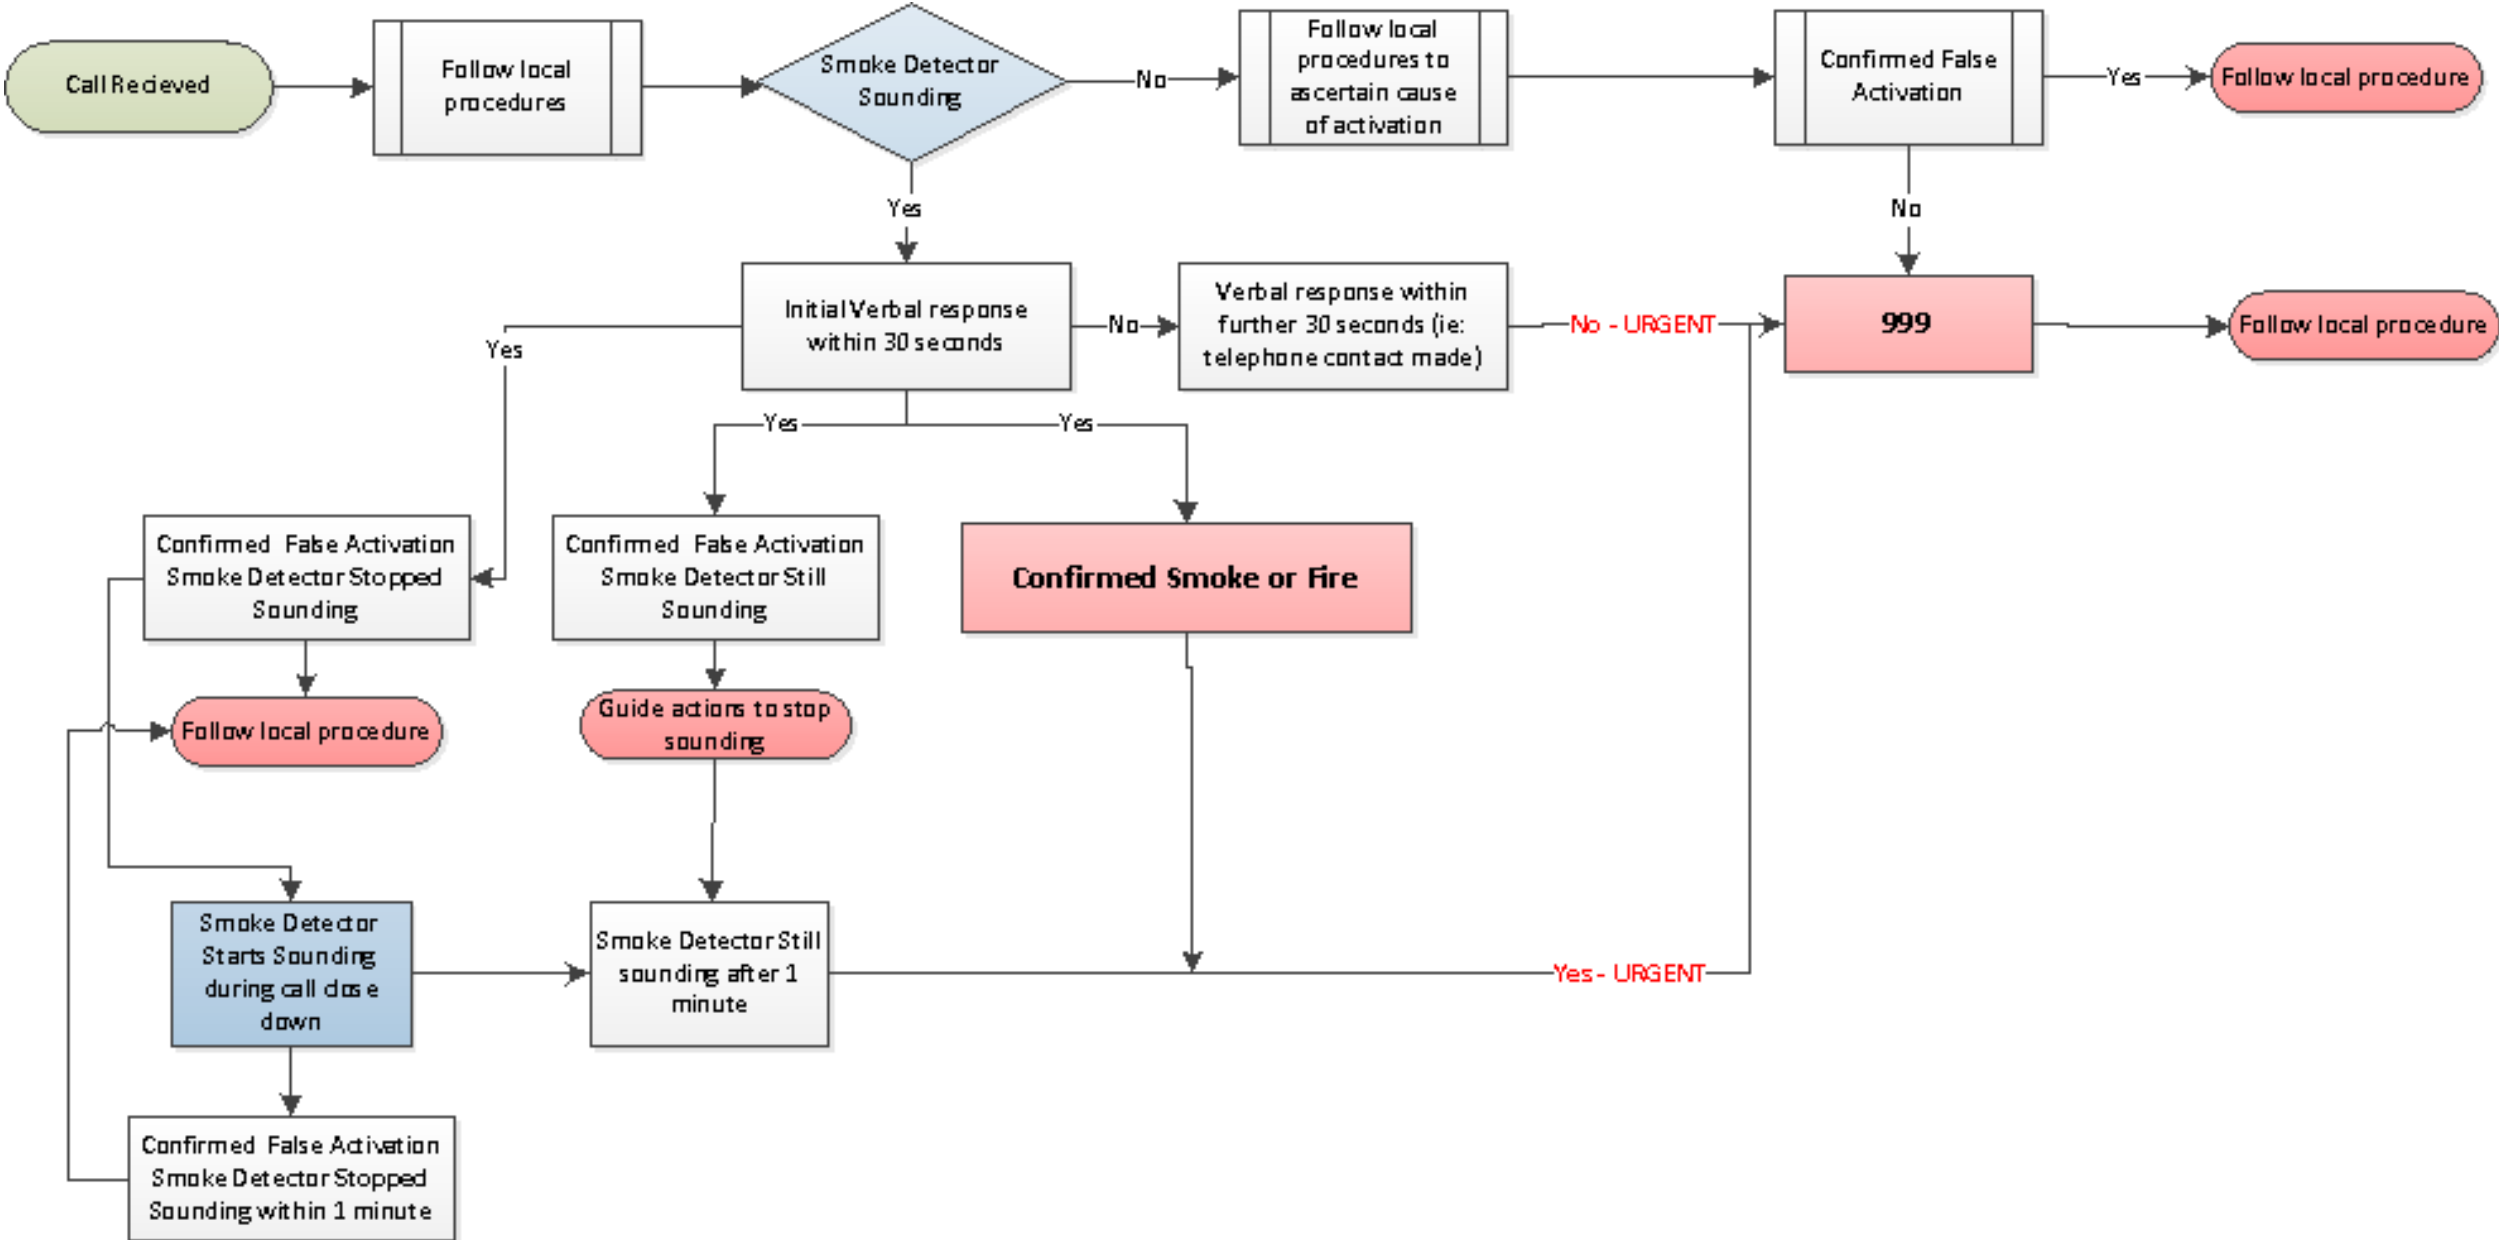 Call Recieved
Follow local
procedures
Smoke Detector
Sounding
No
Follow local
procedures to
ascertain cause
of activation
Confirmed False
Activation
Yes
Follow local procedure
Yes
No
Initial Verbal response
within 30 seconds
No
Verbal response within
further 30 seconds (ie:
telephone contact made)
No - URGENT
999
Follow local procedure
Yes
Yes
Yes
Confirmed False Activation
Smoke Detector Stopped
Sounding
Confirmed False Activation
Smoke Detector Still
Sounding
Confirmed Smoke or Fire
Follow local procedure
Guide actions to stop
sounding
Smoke Detector
Starts Sounding
during call close
down
Smoke Detector Still
sounding after 1
minute
Yes - URGENT
Confirmed False Activation
Smoke Detector Stopped
Sounding within 1 minute